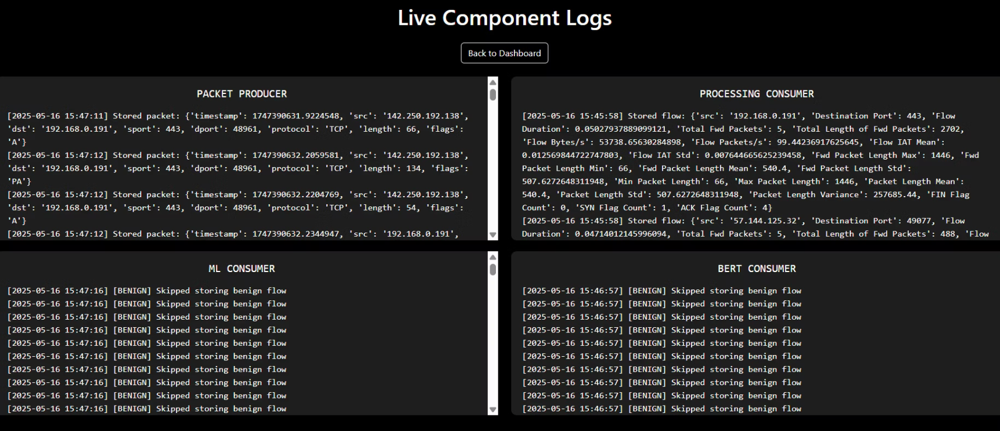 Live Component Logs
Back to Dashboard
PACKET PRODUCER
[2025-05-16 15:47:11] Stored packet: {'timestamp': 1747390631.9224548, 'src': '142.250.192.138',
'dst': '192.168.0.191', 'sport': 443, 'dport': 48961, 'protocol': 'TCP', 'length': 66, 'flags':
'A'}
[2025-05-16 15:47:12] Stored packet: {'timestamp': 1747390632.2059581, 'src': '142.250.192.138',
'dst': '192.168.0.191', 'sport': 443, 'dport': 48961, 'protocol': 'TCP', 'length': 134, 'flags':
'PA'}
[2025-05-16 15:47:12] Stored packet: {'timestamp': 1747390632.2204769, 'src': '142.250.192.138',
'dst': '192.168.0.191', 'sport': 443, 'dport': 48961, 'protocol': 'TCP', 'length': 54, 'flags':
'A'}
[2025-05-16 15:47:12] Stored packet: {'timestamp': 1747390632.2344947, 'src': '192.168.0.191',
PROCESSING CONSUMER
[2025-05-16 15:45:58] Stored flow: {'src': '192.168.0.191', 'Destination Port': 443, 'Flow
Duration': 0.05027937889099121, 'Total Fwd Packets': 5, 'Total Length of Fwd Packets': 2702,
'Flow Bytes/s': 53738.65630284898, 'Flow Packets/s': 99.44236917625645, 'Flow IAT Mean':
0.012569844722747803, 'Flow IAT Std': 0.007644665625239458, 'Fwd Packet Length Max': 1446, 'Fwd
Packet Length Min': 66, 'Fwd Packet Length Mean': 540.4, 'Fwd Packet Length Std':
507.6272648311948, 'Min Packet Length': 66, 'Max Packet Length': 1446, 'Packet Length Mean':
540.4, 'Packet Length Std': 507.6272648311948, 'Packet Length Variance': 257685.44, 'FIN Flag
Count': 0, 'SYN Flag Count': 1, 'ACK Flag Count': 4}
[2025-05-16 15:45:58] Stored flow: {'src': '57.144.125.32', 'Destination Port': 49077, 'Flow
Duration': 0.04714012145996094, 'Total Fwd Packets': 5, 'Total Length of Fwd Packets': 488, 'Flow
ML CONSUMER
[2025-05-16 15:47:16] [BENIGN] Skipped storing benign flow
[2025-05-16 15:47:16] [BENIGN] Skipped storing benign flow
[2025-05-16 15:47:16] [BENIGN] Skipped storing benign flow
[2025-05-16 15:47:16] [BENIGN] Skipped storing benign flow
[2025-05-16 15:47:16] [BENIGN] Skipped storing benign flow
[2025-05-16 15:47:16] [BENIGN] Skipped storing benign flow
[2025-05-16 15:47:16] [BENIGN] Skipped storing benign flow
[2025-05-16 15:47:16] [BENIGN] Skipped storing benign flow
[2025-05-16 15:47:16] [BENIGN] Skipped storing benign flow
[2025-05-16 15:47:16] [BENIGN] Skipped storing benign flow
BERT CONSUMER
[2025-05-16 15:46:57] [BENIGN] Skipped storing benign flow
[2025-05-16 15:46:57] [BENIGN] Skipped storing benign flow
[2025-05-16 15:46:57] [BENIGN] Skipped storing benign flow
[2025-05-16 15:46:57] [BENIGN] Skipped storing benign flow
[2025-05-16 15:46:57] [BENIGN] Skipped storing benign flow
[2025-05-16 15:46:57] [BENIGN] Skipped storing benign flow
[2025-05-16 15:46:57] [BENIGN] Skipped storing benign flow
[2025-05-16 15:46:57] [BENIGN] Skipped storing benign flow
[2025-05-16 15:46:57] [BENIGN] Skipped storing benign flow
[2025-05-16 15:46:57] [BENIGN] Skipped storing benign flow